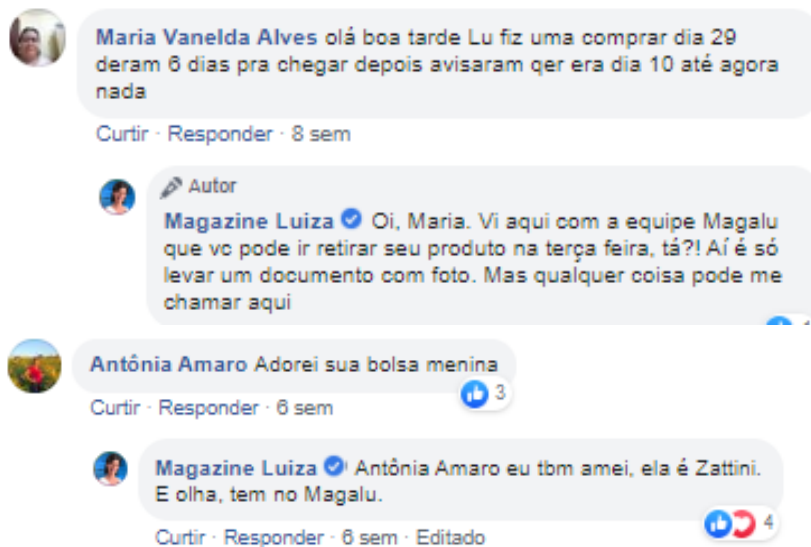 Maria Vanelda Alves olá boa tarde Lu fiz uma comprar dia 29
deram 6 dias pra chegar depois avisaram qer era dia 10 até agora
nada
Curtir · Responder · 8 sem
Autor
Magazine Luiza Oi, Maria. Vi aqui com a equipe Magalu
que vc pode ir retirar seu produto na terça feira, tá?! Aí é só
levar um documento com foto. Mas qualquer coisa pode me
chamar aqui
Antônia Amaro Adorei sua bolsa menina
3
Curtir · Responder · 6 sem
Magazine Luiza Antônia Amaro eu tbm amei, ela é Zattini.
E olha, tem no Magalu.
4
Curtir · Responder · 6 sem · Editado